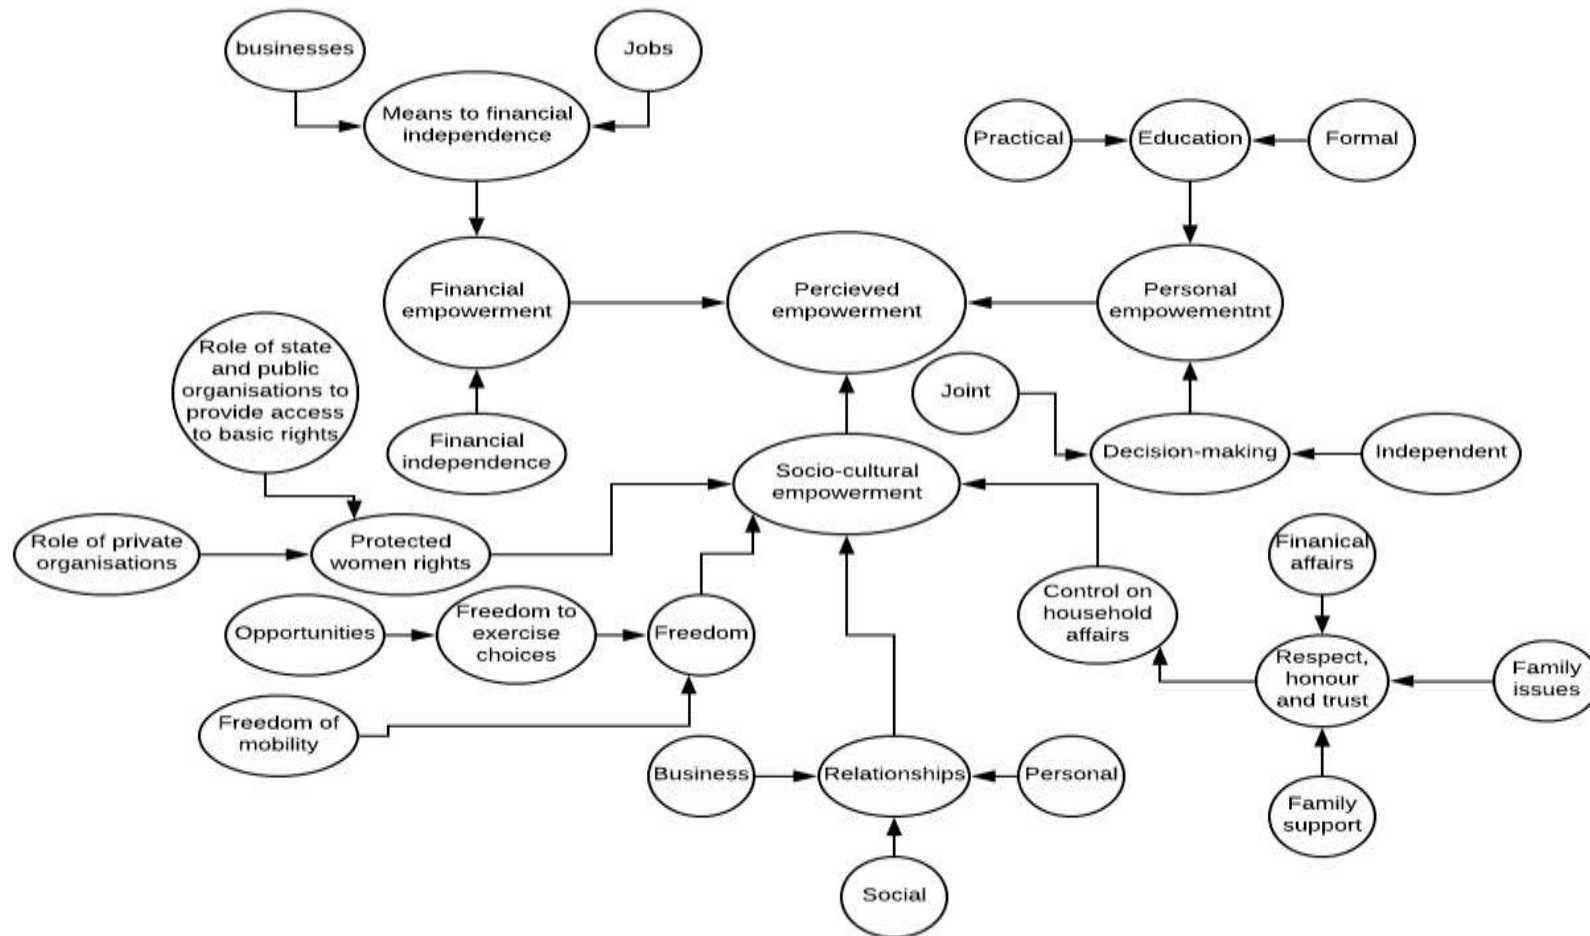 businesses
Jobs
Means to financial
independence
Practical
Education
Formal
Financial
empowerment
Percieved
empowerment
Personal
empowementnt
Role of state
and public
organisations to
provide access
to basic rights
Joint
Financial
independence
Decision-making
Independent
Socio-cultural
empowerment
Role of private
organisations
Protected
women rights
Finanical
affairs
Control on
household
affairs
Opportunities
Freedom to
exercise
choices
Freedom
Respect,
honour
and trust
Family
issues
Freedom of
mobility
Business
Relationships
Personal
Family
support
Social